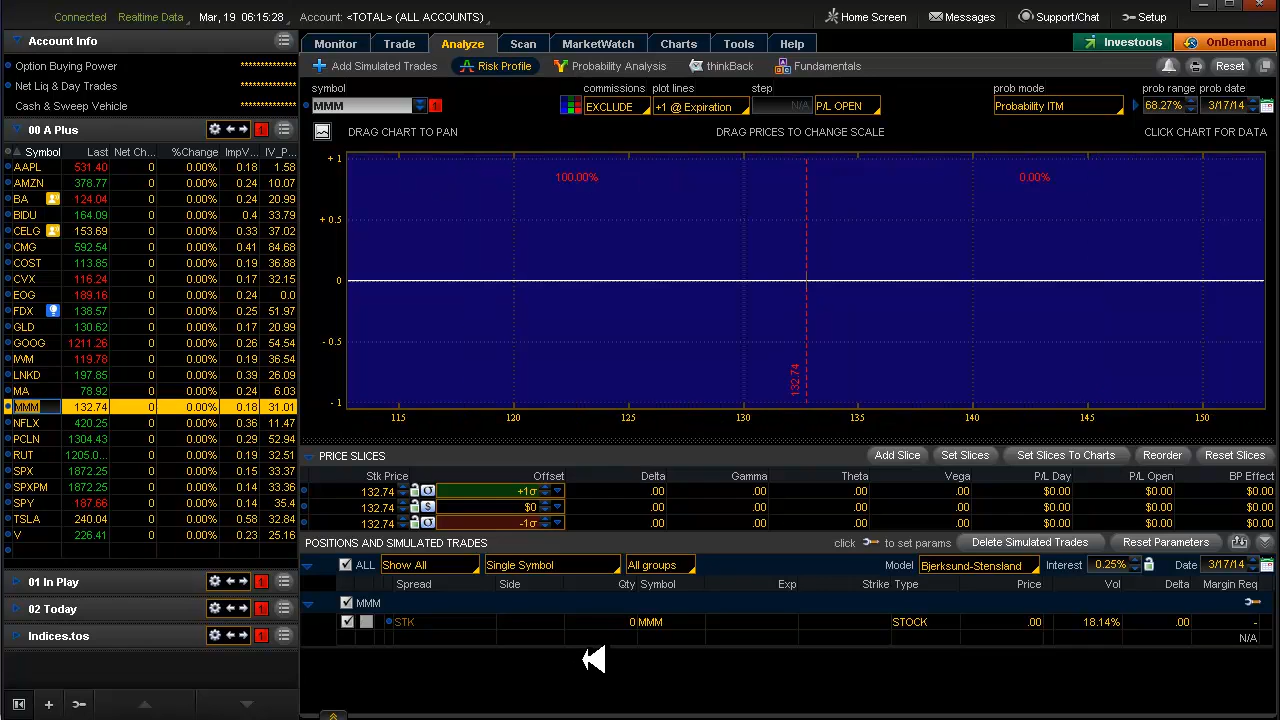 Connected Realtime Data Mar, 19 06:15:28 Account: <TOTAL> (ALL ACCOUNTS) Home Screen Messages Support/Chat Setup
Account Info
Option Buying Power **************
Net Liq & Day Trades **************
Cash & Sweep Vehicle **************
00 A Plus 1
Symbol Last Net Ch... %Change ImpV... IV_P...
AAPL 531.40 0 0.00% 0.18 1.58
AMZN 378.77 0 0.00% 0.24 10.07
BA 124.04 0 0.00% 0.24 20.99
BIDU 164.09 0 0.00% 0.4 33.79
CELG 153.69 0 0.00% 0.33 37.02
CMG 592.54 0 0.00% 0.41 84.68
COST 113.85 0 0.00% 0.19 36.88
CVX 116.24 0 0.00% 0.17 32.15
EOG 189.16 0 0.00% 0.24 0.0
FDX 138.57 0 0.00% 0.25 51.97
GLD 130.62 0 0.00% 0.17 20.99
GOOG 1211.26 0 0.00% 0.26 54.54
IWM 119.78 0 0.00% 0.19 36.54
LNKD 197.85 0 0.00% 0.39 26.09
MA 78.92 0 0.00% 0.24 6.03
MMM 132.74 0 0.00% 0.18 31.01
NFLX 420.25 0 0.00% 0.36 11.47
PCLN 1304.43 0 0.00% 0.29 52.94
RUT 1205.0... 0 0.00% 0.19 32.51
SPX 1872.25 0 0.00% 0.15 33.37
SPXPM 1872.25 0 0.00% 0.14 33.36
SPY 187.66 0 0.00% 0.14 35.4
TSLA 240.04 0 0.00% 0.58 32.84
V 226.41 0 0.00% 0.23 25.16
01 In Play 1
02 Today 1
Indices.tos 1
Monitor Trade Analyze Scan MarketWatch Charts Tools Help Investools OnDemand
Add Simulated Trades Risk Profile Probability Analysis thinkBack Fundamentals Reset
symbol commissions plot lines step prob mode prob range prob date
MMM 1 EXCLUDE +1 @ Expiration N/A P/L OPEN Probability ITM 68.27% 3/17/14
DRAG CHART TO PAN DRAG PRICES TO CHANGE SCALE CLICK CHART FOR DATA
+ 1
100.00% 0.00%
+ 0.5
0
- 0.5
132.74
- 1
115 120 125 130 135 140 145 150
PRICE SLICES Add Slice Set Slices Set Slices To Charts Reorder Reset Slices
Stk Price Offset Delta Gamma Theta Vega P/L Day P/L Open BP Effect
132.74 +1σ .00 .00 .00 .00 $0.00 $0.00 $0.00
132.74 $ $0 .00 .00 .00 .00 $0.00 $0.00 $0.00
132.74 -1σ .00 .00 .00 .00 $0.00 $0.00 $0.00
POSITIONS AND SIMULATED TRADES click to set params Delete Simulated Trades Reset Parameters
ALL Show All Single Symbol All groups Model Bjerksund-Stensland Interest 0.25% Date 3/17/14
Spread Side Qty Symbol Exp Strike Type Price Vol Delta Margin Req
MMM
STK 0 MMM STOCK .00 18.14% .00 -
N/A